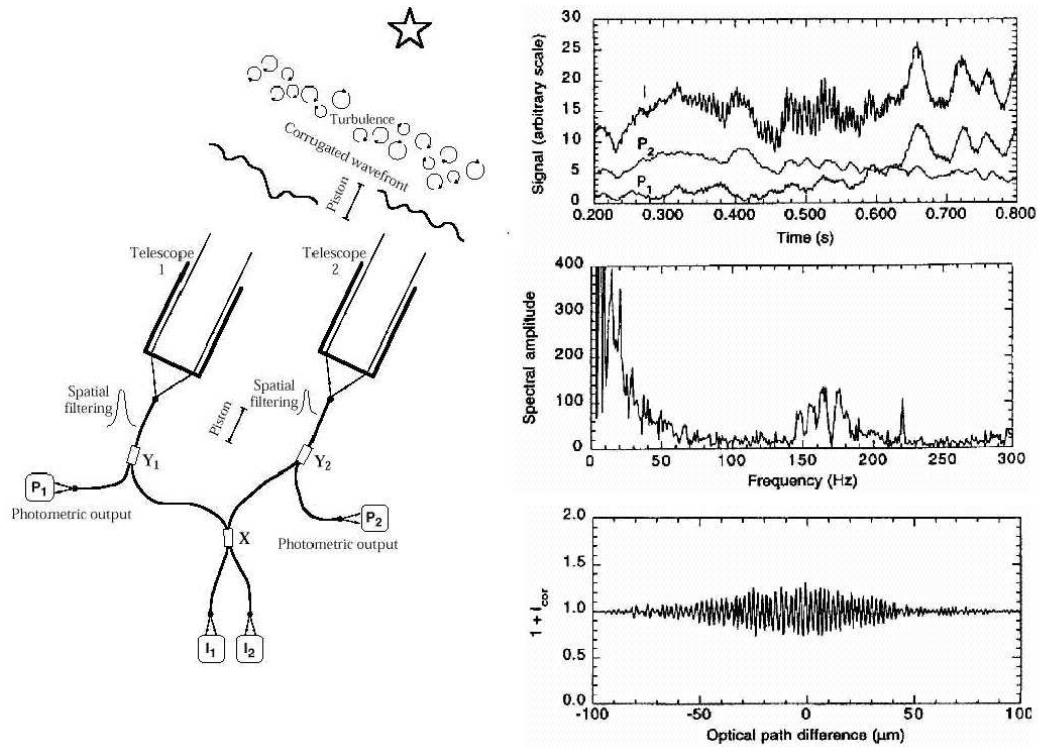 Turbulence
Corrugated wavefront
Piston
Telescope
1
Telescope
2
Spatial
filtering
Piston
Spatial
filtering
Y1
Y2
P1
Photometric output
P2
Photometric output
X
I1
I2
Signal (arbitrary scale)
30
25
20
15
10
5
0
I
P2
P1
0.200
0.300
0.400
0.500
0.600
0.700
0.800
Time (s)
Spectral amplitude
400
300
200
100
0
0
50
100
150
200
250
300
Frequency (Hz)
1 + Icor
2.0
1.5
1.0
0.5
0.0
-100
-50
0
50
100
Optical path difference (µm)